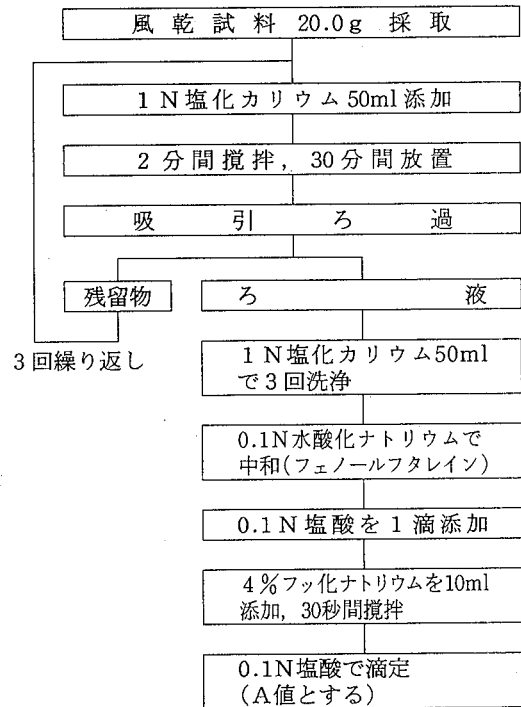 風乾試料 20.0g 採取
1N塩化カリウム50ml添加
2分間撹拌,30分間放置
吸引ろ過
残留物
ろ液
3回繰り返し
1N塩化カリウム50ml
で3回洗浄
0.1N水酸化ナトリウムで
中和(フェノールフタレイン)
0.1N塩酸を1滴添加
4%フッ化ナトリウムを10ml
添加,30秒間撹拌
0.1N塩酸で滴定
(A値とする)